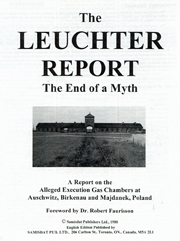 The
LEUCHTER
REPORT
The End of a Myth
A Report on the
Alleged Execution Gas Chambers at
Auschwitz, Birkenau and Majdanek, Poland
Foreword by Dr. Robert Faurisson
© Samisdat Publishers Ltd., 1988
English Edition Published by
SAMISDAT PUB. LTD., 206 Carlton St. Toronto, ON., Canada, M5A 2L1